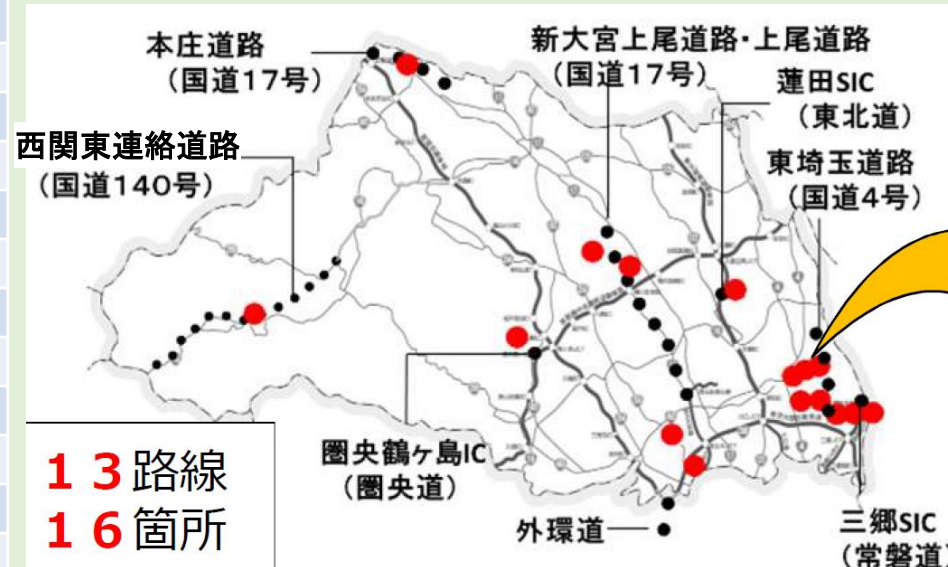 本庄道路
（国道17号）
新大宮上尾道路・上尾道路
（国道17号）
蓮田SIC
（東北道）
西関東連絡道路
（国道140号）
東埼玉道路
（国道4号）
圏央鶴ヶ島IC
（圏央道）
外環道
三郷SIC
（常磐道）
１３路線
１６箇所